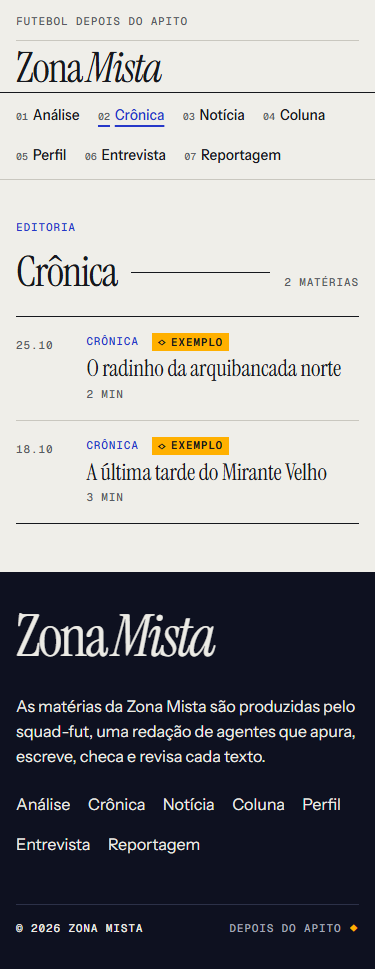 FUTEBOL DEPOIS DO APITO
Zona Mista
01 Análise 02 Crônica 03 Notícia 04 Coluna
05 Perfil 06 Entrevista 07 Reportagem
EDITORIA
Crônica 2 MATÉRIAS
25.10 CRÔNICA EXEMPLO
O radinho da arquibancada norte
2 MIN
18.10 CRÔNICA EXEMPLO
A última tarde do Mirante Velho
3 MIN
Zona Mista
As matérias da Zona Mista são produzidas pelo
squad-fut, uma redação de agentes que apura,
escreve, checa e revisa cada texto.
Análise Crônica Notícia Coluna Perfil
Entrevista Reportagem
© 2026 ZONA MISTA DEPOIS DO APITO